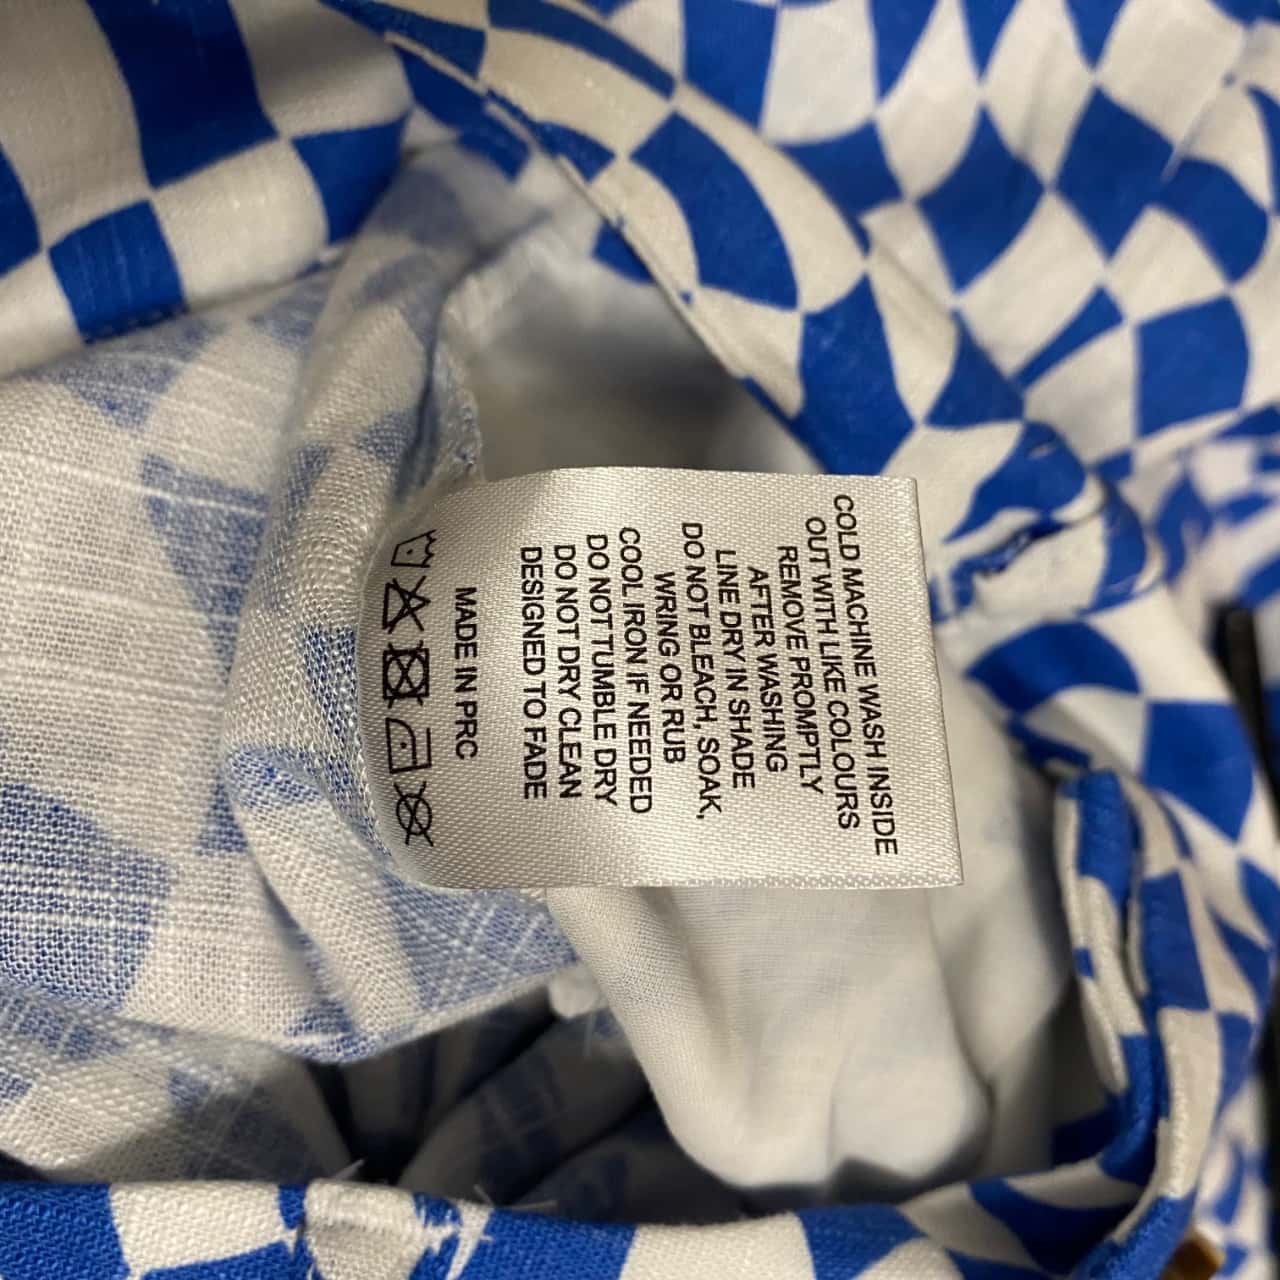 COLD MACHINE WASH INSIDE
OUT WITH LIKE COLOURS
REMOVE PROMPTLY
AFTER WASHING
LINE DRY IN SHADE
DO NOT BLEACH, SOAK,
WRING OR RUB
COOL IRON IF NEEDED
DO NOT TUMBLE DRY
DO NOT DRY CLEAN
DESIGNED TO FADE
MADE IN PRC